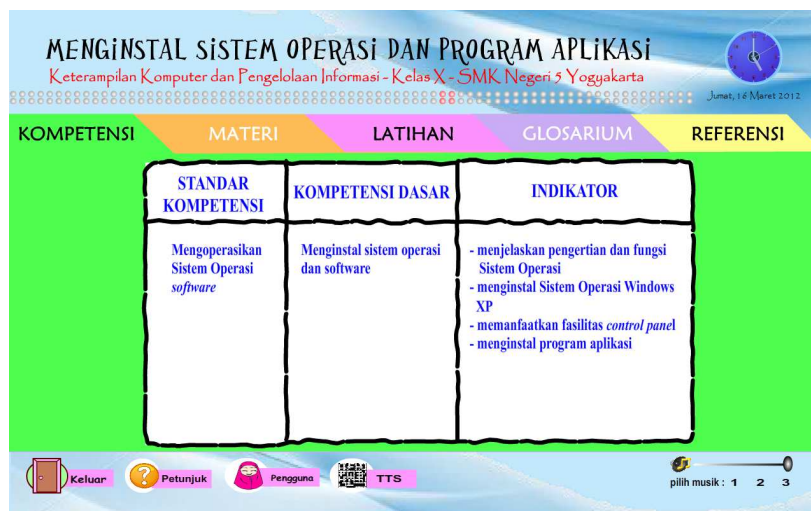 MENGINSTAL SISTEM OPERASI DAN PROGRAM APLIKASI
Keterampilan Komputer dan Pengelolaan Informasi - Kelas X - SMK Negeri 5 Yogyakarta
Jumat, 16 Maret 2012
KOMPETENSI
MATERI
LATIHAN
GLOSARIUM
REFERENSI
STANDAR
KOMPETENSI
Mengoperasikan
Sistem Operasi
software
KOMPETENSI DASAR
Menginstal sistem operasi
dan software
INDIKATOR
- menjelaskan pengertian dan fungsi
Sistem Operasi
- menginstal Sistem Operasi Windows
XP
- memanfaatkan fasilitas control panel
- menginstal program aplikasi
Keluar
Petunjuk
Pengguna
TTS
pilih musik : 1 2 3